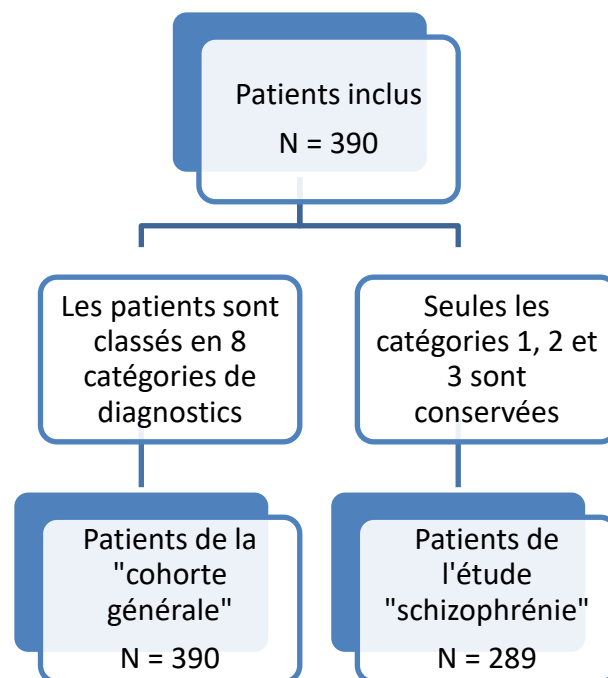 Patients inclus
N = 390
Les patients sont
classés en 8
catégories de
diagnostics
Seules les
catégories 1, 2 et
3 sont
conservées
Patients de la
"cohorte
générale"
N = 390
Patients de
l'étude
"schizophrénie"
N = 289